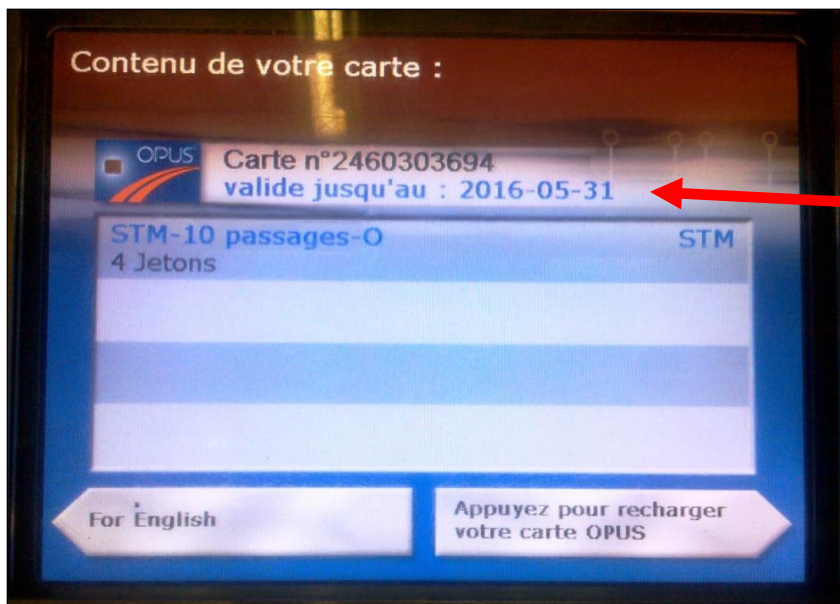 Contenu de votre carte :
OPUS
Carte n°2460303694
valide jusqu'au : 2016-05-31
STM-10 passages-O STM
4 Jetons
For English
Appuyez pour recharger
votre carte OPUS